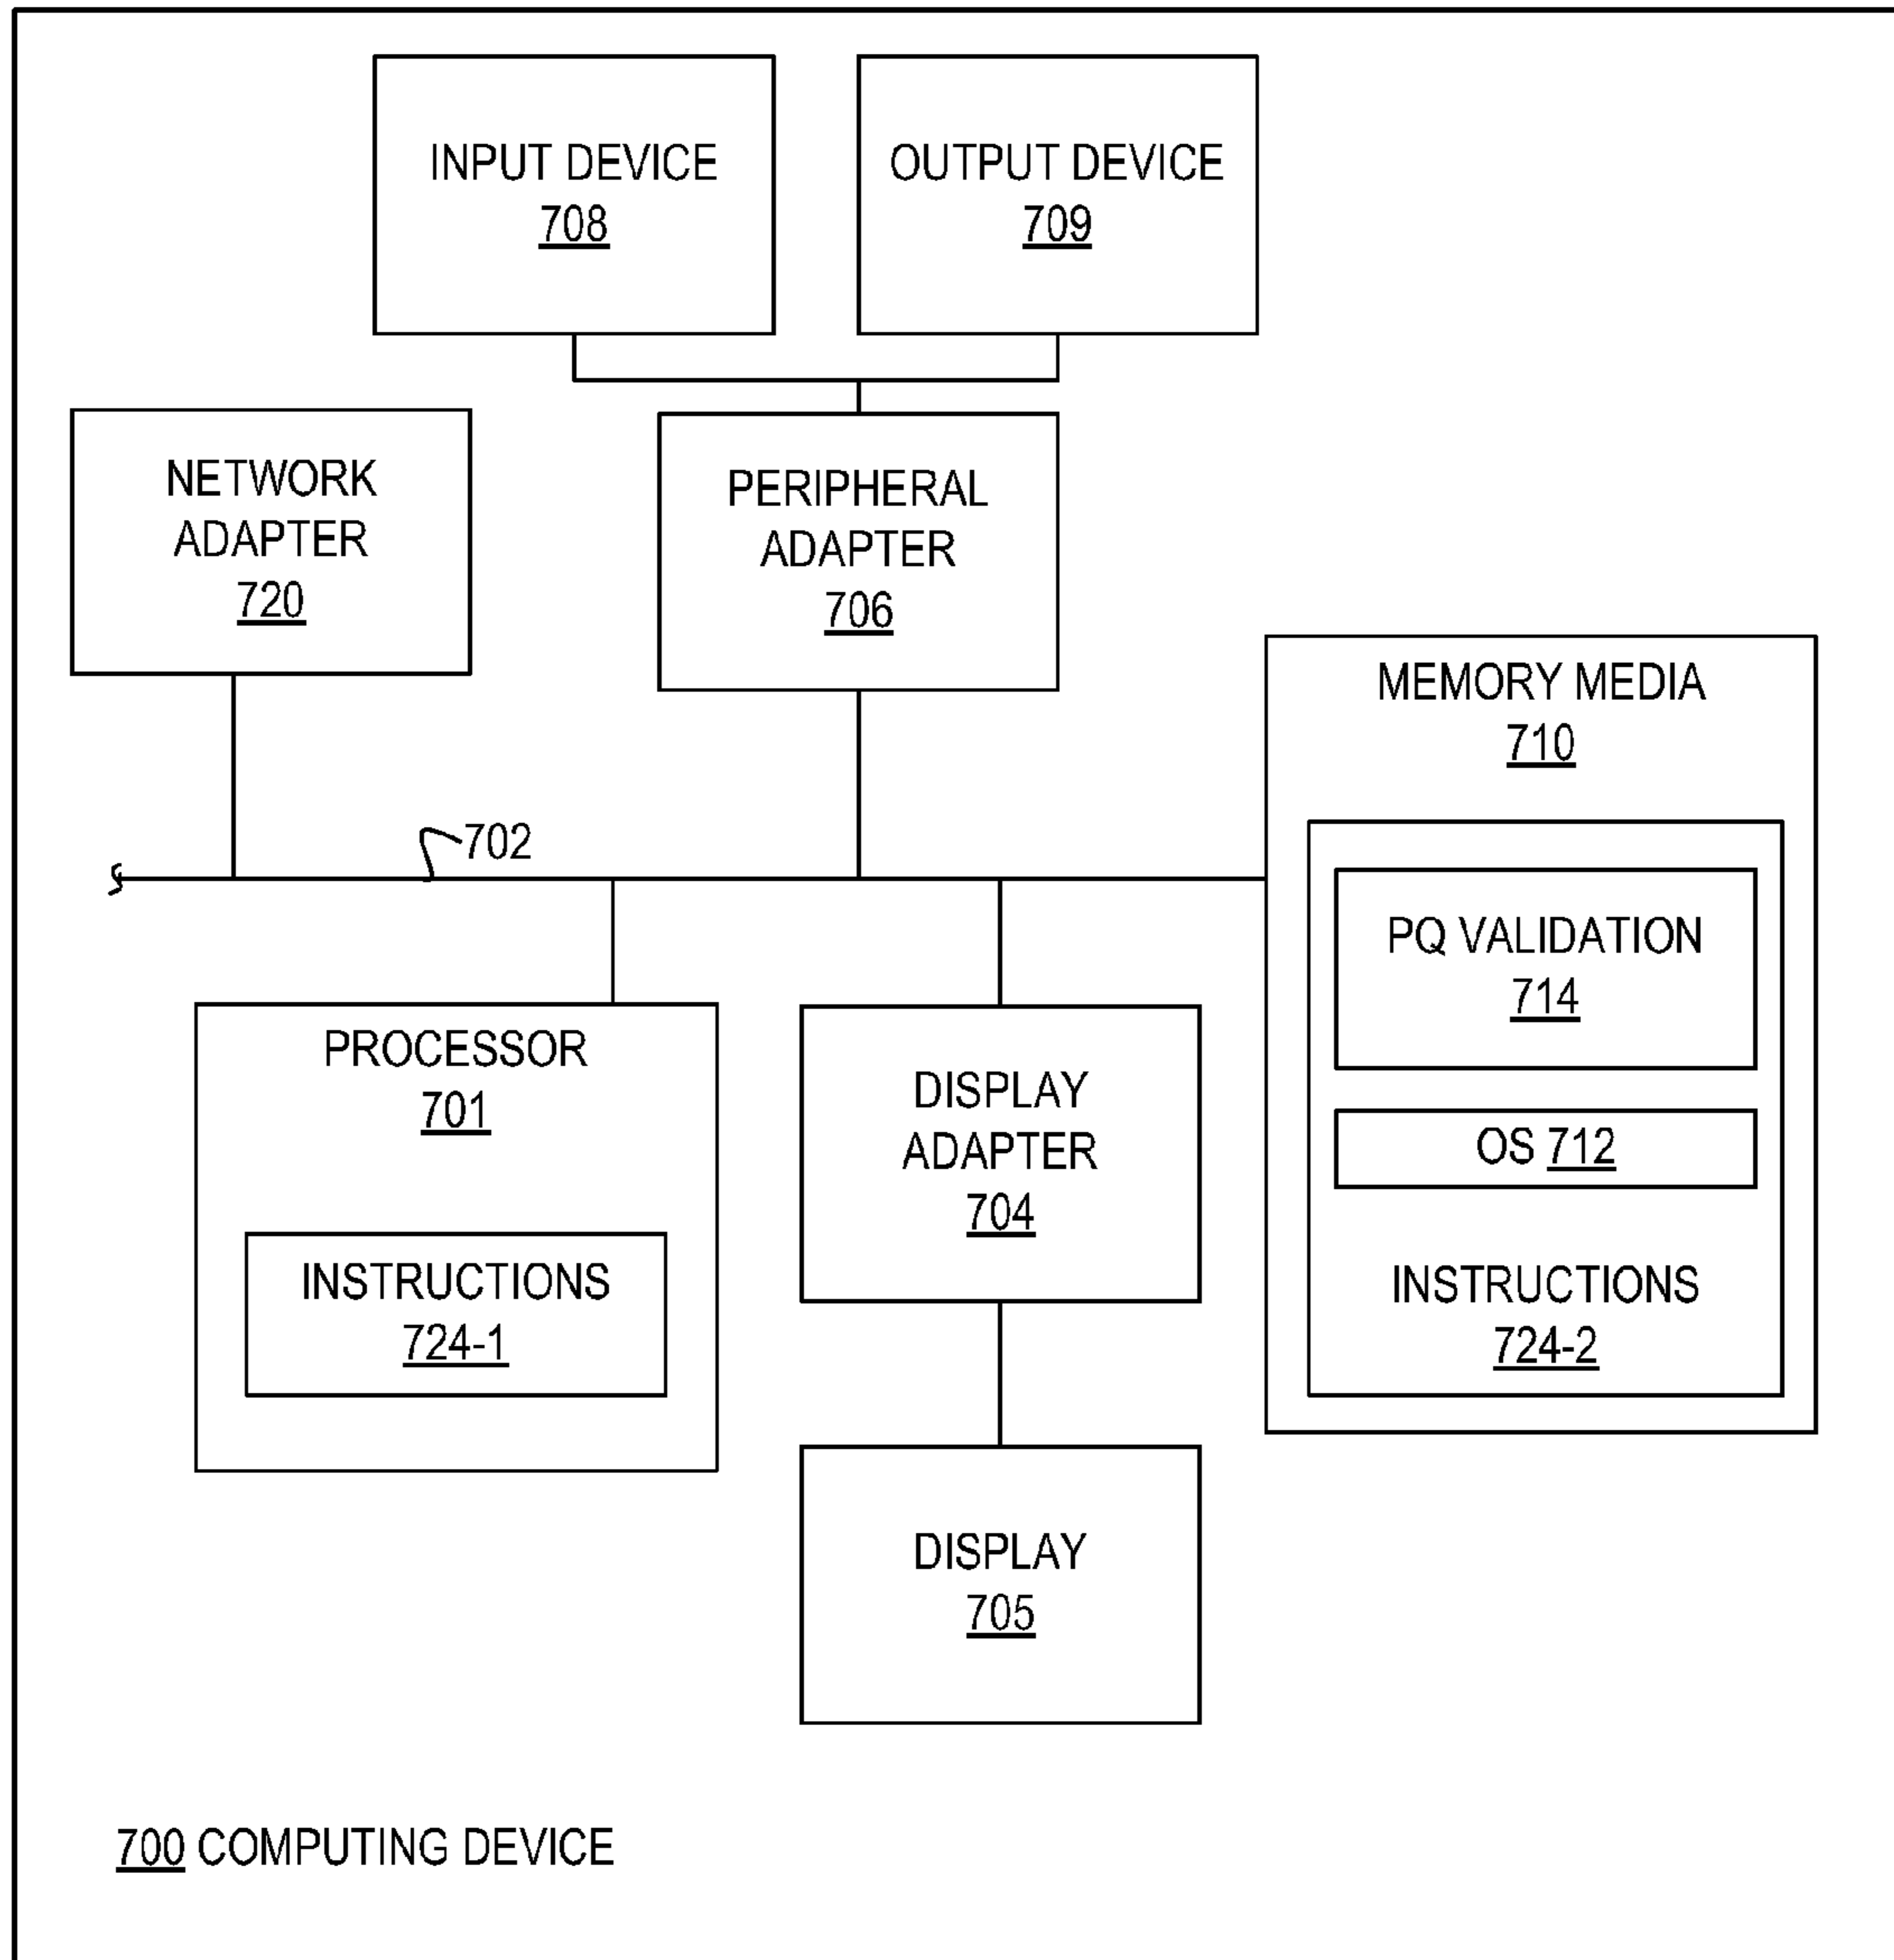 INPUT DEVICE
708
OUTPUT DEVICE
709
NETWORK
ADAPTER
720
PERIPHERAL
ADAPTER
706
MEMORY MEDIA
710
702
PQ VALIDATION
714
OS 712
INSTRUCTIONS
724-2
PROCESSOR
701
INSTRUCTIONS
724-1
DISPLAY
ADAPTER
704
DISPLAY
705
700 COMPUTING DEVICE